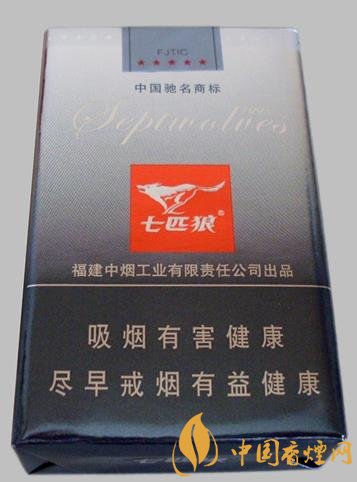 FJTIC
★★★★★
中国驰名商标
Septwolves
七匹狼®
福建中烟工业有限责任公司出品
吸烟有害健康
尽早戒烟有益健康
中国香烟网